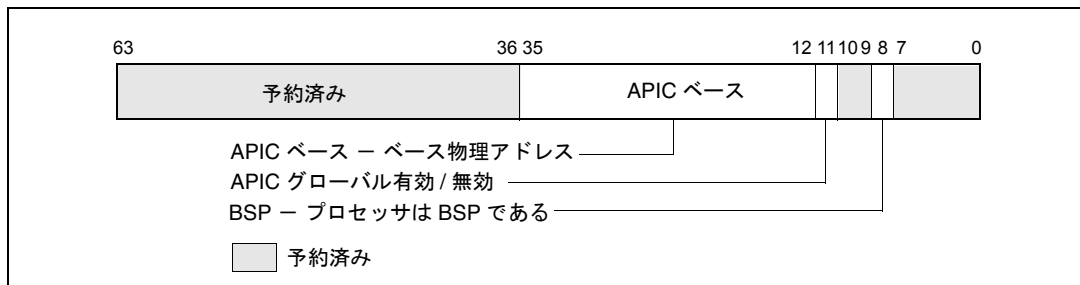 63 36 35 12 11 10 9 8 7 0
予約済み APIC ベース
APIC ベース － ベース物理アドレス
APIC グローバル有効 / 無効
BSP － プロセッサは BSP である
予約済み